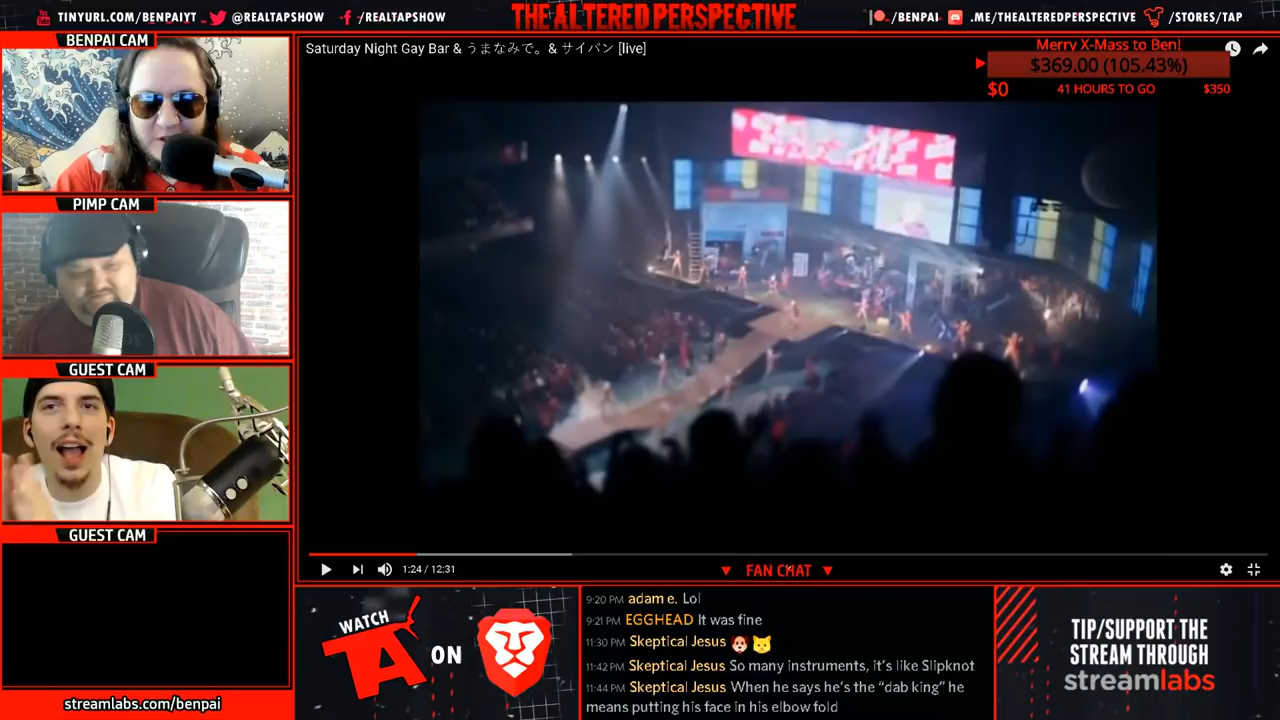 TINYURL.COM/BENPAIYT
@REALTAPSHOW
/REALTAPSHOW
THE ALTERED PERSPECTIVE
/BENPAI
.ME/THEALTEREDPERSPECTIVE
/STORES/TAP
BENPAI CAM
Saturday Night Gay Bar & うまなみで。& サイパン [live]
Merry X-Mass to Ben!
$369.00 (105.43%)
$0
41 HOURS TO GO
$350
PIMP CAM
GUEST CAM
GUEST CAM
1:24 / 12:31
FAN CHAT
WATCH
TA ON
9:20 PM adam e. Lol
9:21 PM EGGHEAD It was fine
11:30 PM Skeptical Jesus
11:42 PM Skeptical Jesus So many instruments, it's like Slipknot
11:44 PM Skeptical Jesus When he says he's the "dab king" he
means putting his face in his elbow fold
TIP/SUPPORT THE
STREAM THROUGH
streamlabs
streamlabs.com/benpai